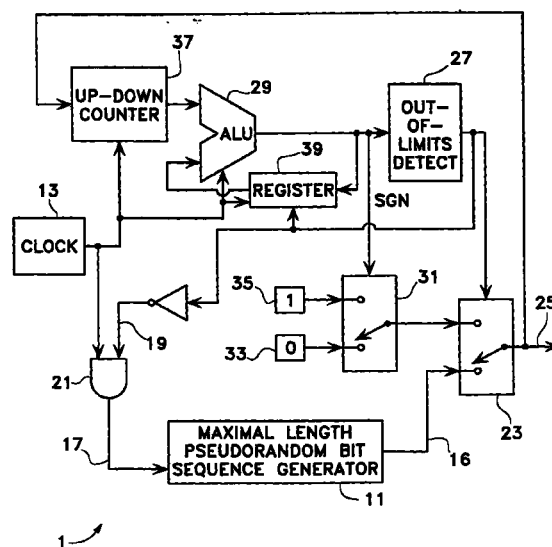 37
UP-DOWN
COUNTER
29
ALU
27
OUT-
OF-
LIMITS
DETECT
39
REGISTER
SGN
13
CLOCK
35
1
31
33
0
25
19
21
23
17
MAXIMAL LENGTH
PSEUDORANDOM BIT
SEQUENCE GENERATOR
16
11
1